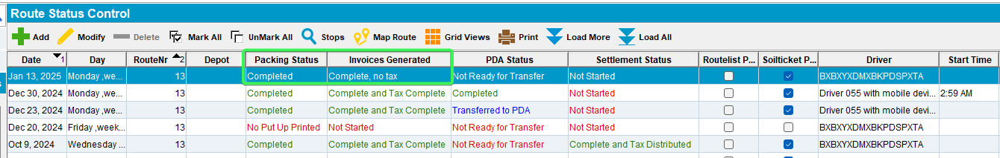 Route Status Control
Add Modify Delete Mark All UnMark All Stops Map Route Grid Views Print Load More Load All
Date 1 Day RouteNr 2 Depot Packing Status Invoices Generated PDA Status Settlement Status Routelist P... Soilticket P... Driver Start Time
Jan 13, 2025 Monday ,we... 13 Completed Complete, no tax Not Ready for Transfer Not Started BXBXYXDMXBKPDSPXTA
Dec 30, 2024 Monday ,we... 13 Completed Complete and Tax Complete Completed Not Started Driver 055 with mobile devi... 2:59 AM
Dec 23, 2024 Monday ,we... 13 Completed Complete and Tax Complete Transferred to PDA Not Started Driver 055 with mobile devi...
Dec 20, 2024 Friday ,week... 13 No Put Up Printed Not Started Not Ready for Transfer Not Started BXBXYXDMXBKPDSPXTA
Oct 9, 2024 Wednesday ... 13 Completed Complete and Tax Complete Not Ready for Transfer Complete and Tax Distributed BXBXYXDMXBKPDSPXTA